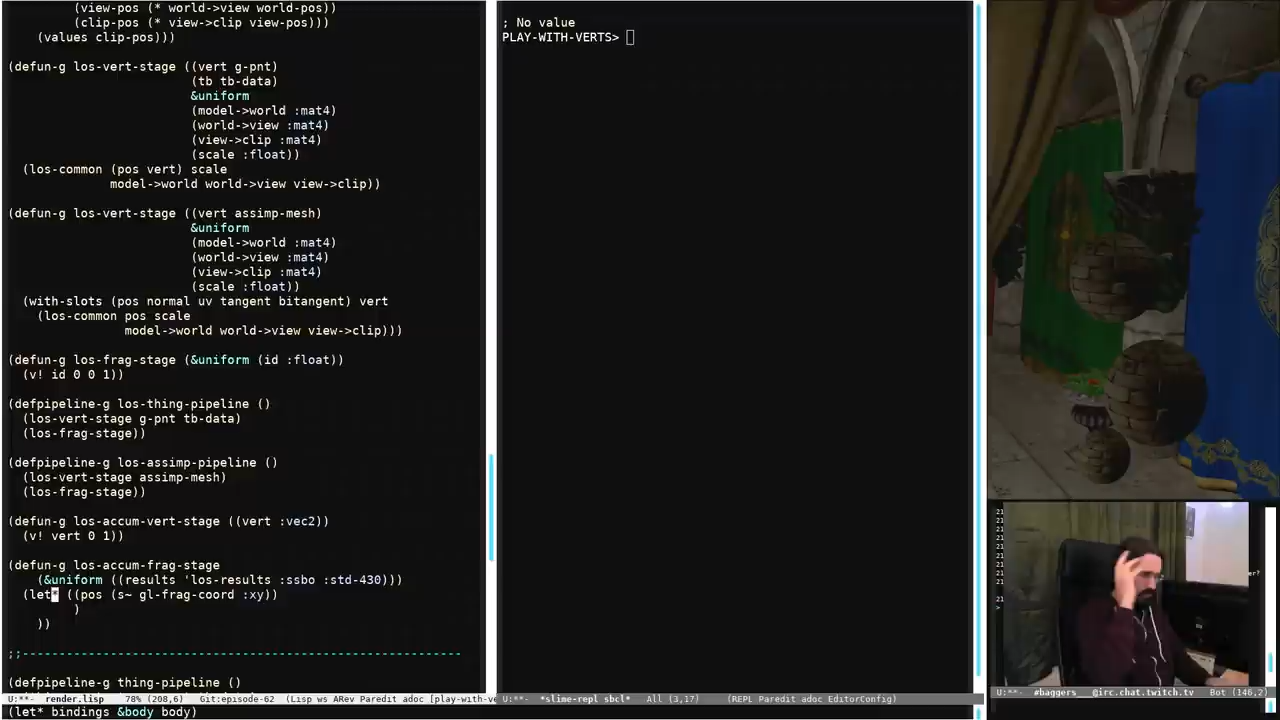 (view-pos (* world->view world-pos))
(clip-pos (* view->clip view-pos)))
(values clip-pos)))
(defun-g los-vert-stage ((vert g-pnt)
(tb tb-data)
&uniform
(model->world :mat4)
(world->view :mat4)
(view->clip :mat4)
(scale :float))
(los-common (pos vert) scale
model->world world->view view->clip))
(defun-g los-vert-stage ((vert assimp-mesh)
&uniform
(model->world :mat4)
(world->view :mat4)
(view->clip :mat4)
(scale :float))
(with-slots (pos normal uv tangent bitangent) vert
(los-common pos scale
model->world world->view view->clip)))
(defun-g los-frag-stage (&uniform (id :float))
(v! id 0 0 1))
(defpipeline-g los-thing-pipeline ()
(los-vert-stage g-pnt tb-data)
(los-frag-stage))
(defpipeline-g los-assimp-pipeline ()
(los-vert-stage assimp-mesh)
(los-frag-stage))
(defun-g los-accum-vert-stage ((vert :vec2))
(v! vert 0 1))
(defun-g los-accum-frag-stage
(&uniform ((results 'los-results :ssbo :std-430)))
(let* ((pos (s~ gl-frag-coord :xy))
)
))
;;------------------------------------------------------------
(defpipeline-g thing-pipeline ()
U:**- render.lisp 78% (208,6) Git:episode-62 (Lisp ws ARev Paredit adoc [play-with-ve
(let* bindings &body body)
; No value
PLAY-WITH-VERTS>
U:**- *slime-repl sbcl* All (3,17) (REPL Paredit adoc EditorConfig)
U:**- #baggers @irc.chat.twitch.tv Bot (146,2)